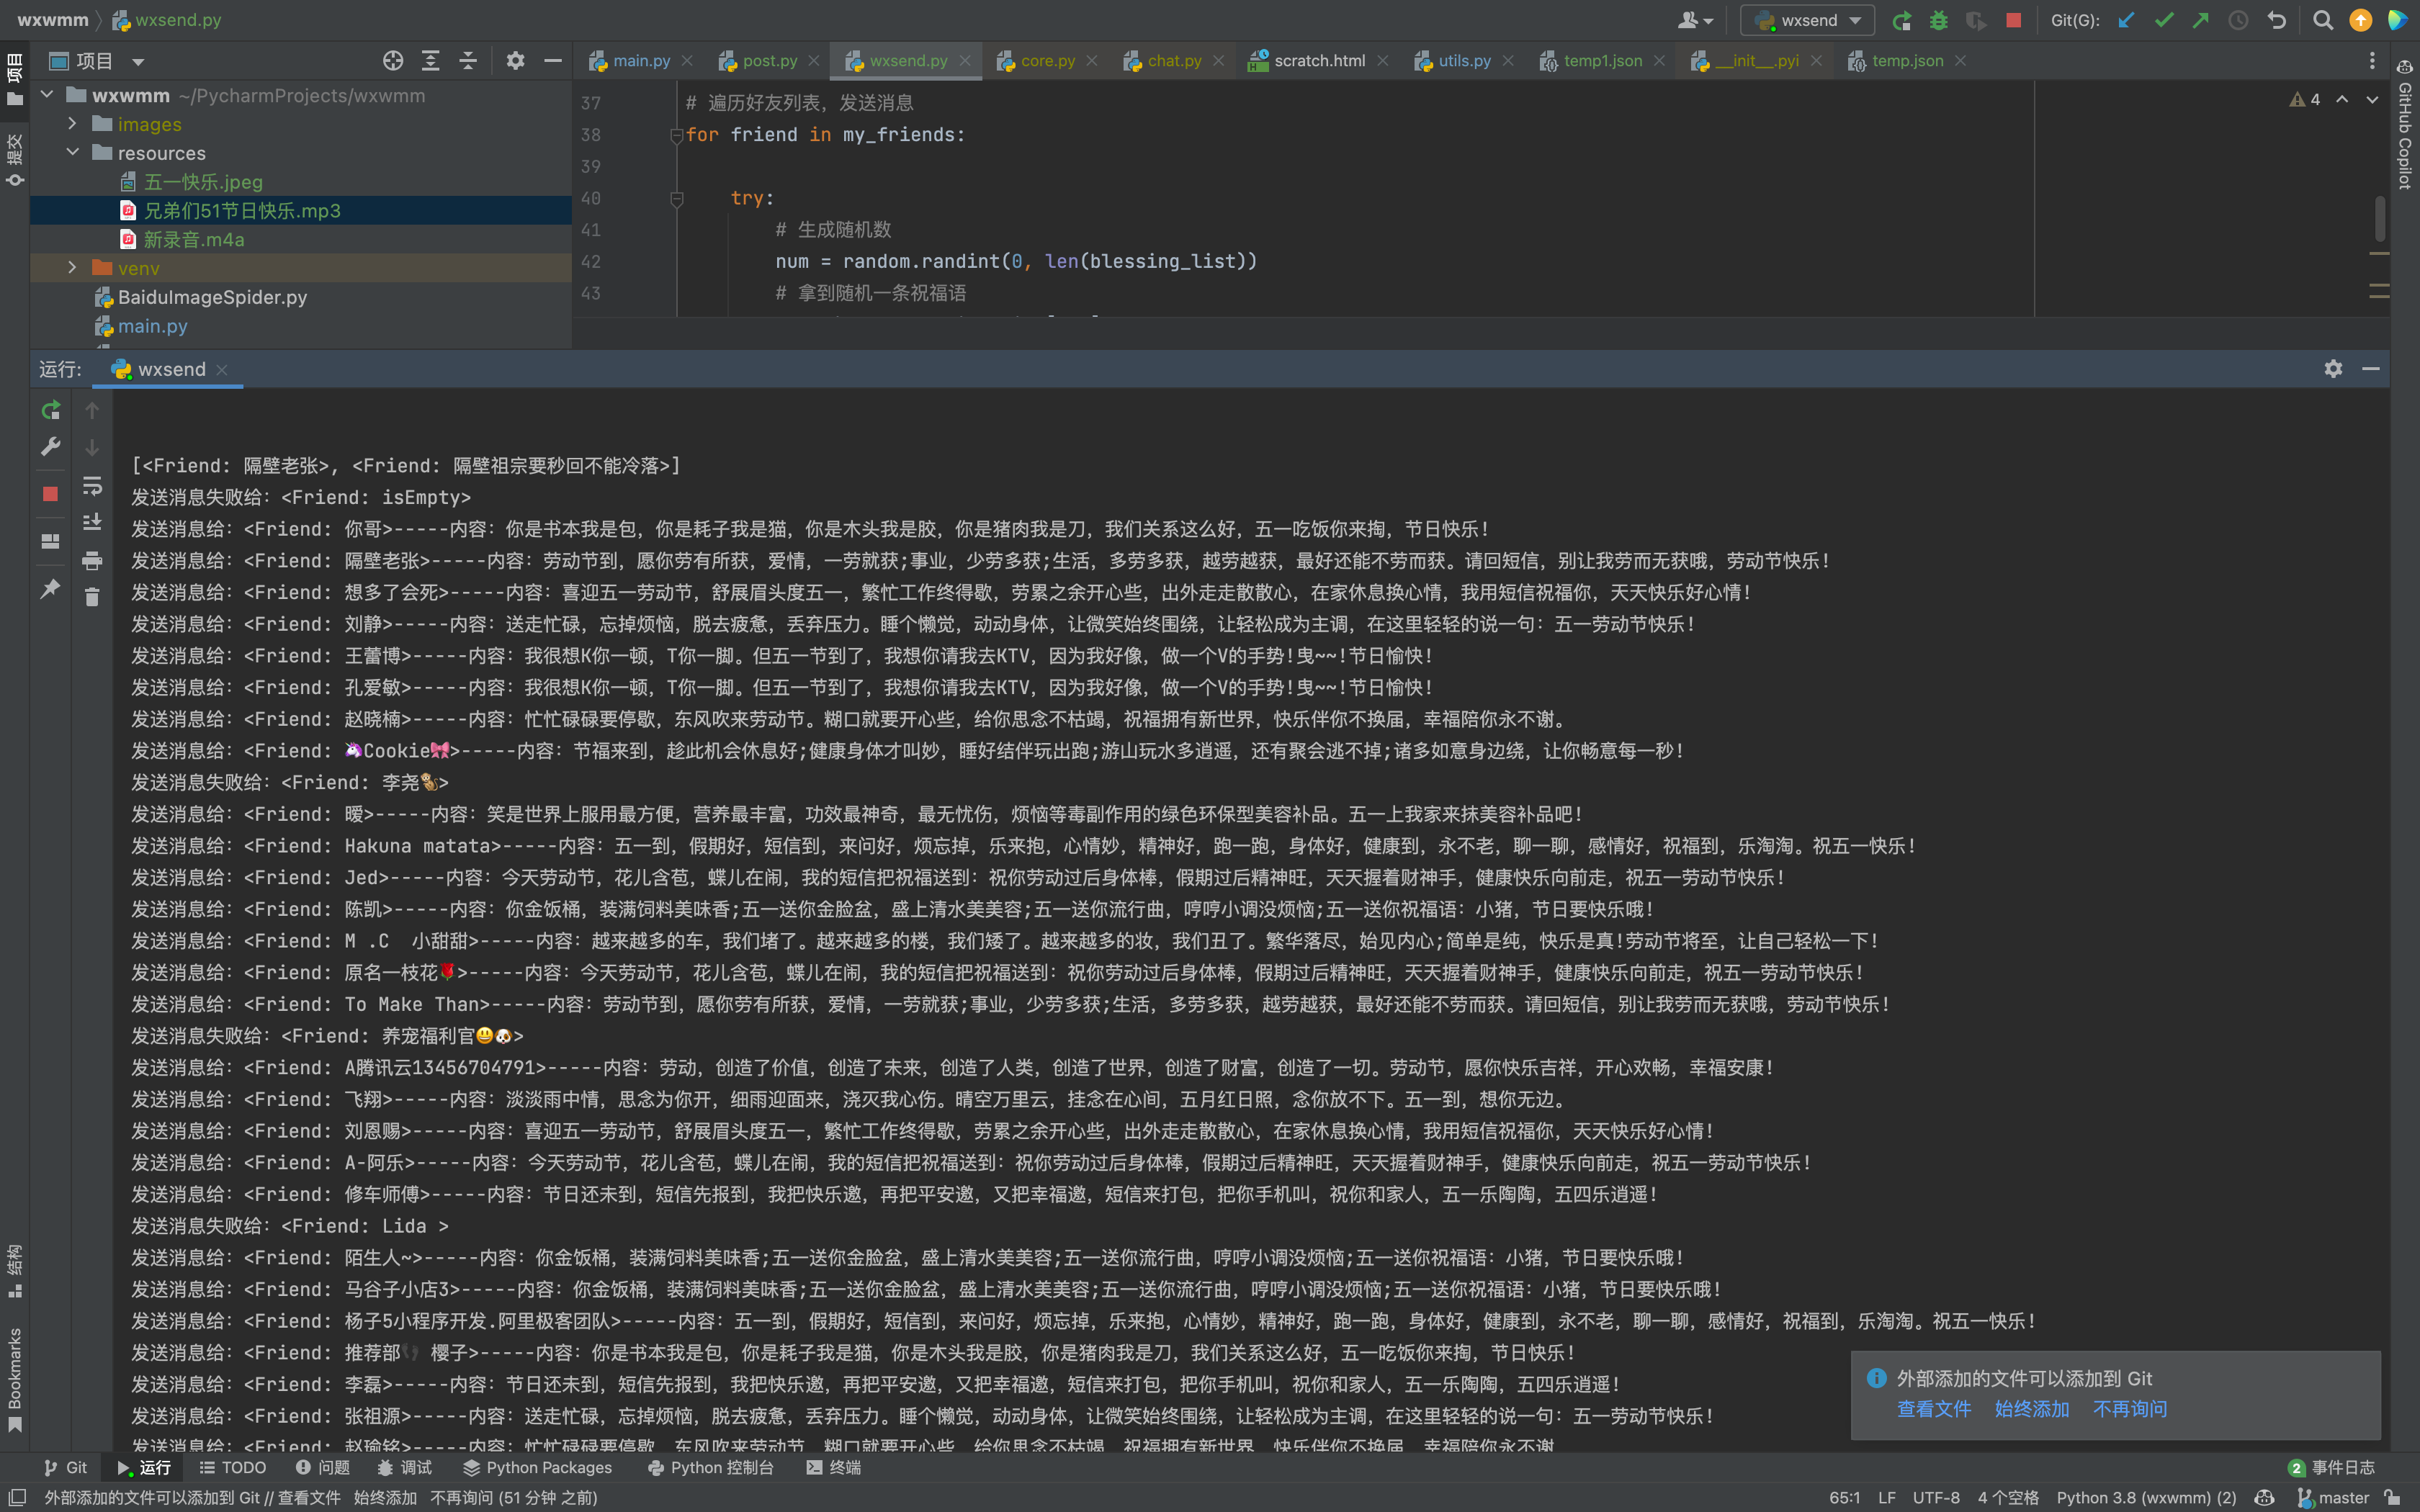 wxwmm wxsend.py wxsend Git(G):
项目 main.py post.py wxsend.py core.py chat.py scratch.html utils.py temp1.json __init__.pyi temp.json
项目
提交
GitHub Copilot
wxwmm ~/PycharmProjects/wxwmm
images
resources
五一快乐.jpeg
兄弟们51节日快乐.mp3
新录音.m4a
venv
BaiduImageSpider.py
main.py
37 # 遍历好友列表, 发送消息
38 for friend in my_friends:
39
40 try:
41 # 生成随机数
42 num = random.randint(0, len(blessing_list))
43 # 拿到随机一条祝福语
4
运行: wxsend
[<Friend: 隔壁老张>, <Friend: 隔壁祖宗要秒回不能冷落>]
发送消息失败给: <Friend: isEmpty>
发送消息给: <Friend: 你哥>-----内容: 你是书本我是包, 你是耗子我是猫, 你是木头我是胶, 你是猪肉我是刀, 我们关系这么好, 五一吃饭你来掏, 节日快乐!
发送消息给: <Friend: 隔壁老张>-----内容: 劳动节到, 愿你劳有所获, 爱情, 一劳就获;事业, 少劳多获;生活, 多劳多获, 越劳越获, 最好还能不劳而获。请回短信, 别让我劳而无获哦, 劳动节快乐!
发送消息给: <Friend: 想多了会死>-----内容: 喜迎五一劳动节, 舒展眉头度五一, 繁忙工作终得歇, 劳累之余开心些, 出外走走散散心, 在家休息换心情, 我用短信祝福你, 天天快乐好心情!
发送消息给: <Friend: 刘静>-----内容: 送走忙碌, 忘掉烦恼, 脱去疲惫, 丢弃压力。睡个懒觉, 动动身体, 让微笑始终围绕, 让轻松成为主调, 在这里轻轻的说一句: 五一劳动节快乐!
发送消息给: <Friend: 王蕾博>-----内容: 我很想K你一顿, T你一脚。但五一节到了, 我想你请我去KTV, 因为我好像, 做一个V的手势!曳~~!节日愉快!
发送消息给: <Friend: 孔爱敏>-----内容: 我很想K你一顿, T你一脚。但五一节到了, 我想你请我去KTV, 因为我好像, 做一个V的手势!曳~~!节日愉快!
发送消息给: <Friend: 赵晓楠>-----内容: 忙忙碌碌要停歇, 东风吹来劳动节。糊口就要开心些, 给你思念不枯竭, 祝福拥有新世界, 快乐伴你不换届, 幸福陪你永不谢。
发送消息给: <Friend: 🦄Cookie🎀>-----内容: 节福来到, 趁此机会休息好;健康身体才叫妙, 睡好结伴玩出跑;游山玩水多逍遥, 还有聚会逃不掉;诸多如意身边绕, 让你畅意每一秒!
发送消息失败给: <Friend: 李尧🐒>
发送消息给: <Friend: 暧>-----内容: 笑是世界上服用最方便, 营养最丰富, 功效最神奇, 最无忧伤, 烦恼等毒副作用的绿色环保型美容补品。五一上我家来抹美容补品吧!
发送消息给: <Friend: Hakuna matata>-----内容: 五一到, 假期好, 短信到, 来问好, 烦忘掉, 乐来抱, 心情妙, 精神好, 跑一跑, 身体好, 健康到, 永不老, 聊一聊, 感情好, 祝福到, 乐淘淘。祝五一快乐!
发送消息给: <Friend: Jed>-----内容: 今天劳动节, 花儿含苞, 蝶儿在闹, 我的短信把祝福送到: 祝你劳动过后身体棒, 假期过后精神旺, 天天握着财神手, 健康快乐向前走, 祝五一劳动节快乐!
发送消息给: <Friend: 陈凯>-----内容: 你金饭桶, 装满饲料美味香;五一送你金脸盆, 盛上清水美美容;五一送你流行曲, 哼哼小调没烦恼;五一送你祝福语: 小猪, 节日要快乐哦!
发送消息给: <Friend: M .C  小甜甜>-----内容: 越来越多的车, 我们堵了。越来越多的楼, 我们矮了。越来越多的妆, 我们丑了。繁华落尽, 始见内心;简单是纯, 快乐是真!劳动节将至, 让自己轻松一下!
发送消息给: <Friend: 原名一枝花🌹>-----内容: 今天劳动节, 花儿含苞, 蝶儿在闹, 我的短信把祝福送到: 祝你劳动过后身体棒, 假期过后精神旺, 天天握着财神手, 健康快乐向前走, 祝五一劳动节快乐!
发送消息给: <Friend: To Make Than>-----内容: 劳动节到, 愿你劳有所获, 爱情, 一劳就获;事业, 少劳多获;生活, 多劳多获, 越劳越获, 最好还能不劳而获。请回短信, 别让我劳而无获哦, 劳动节快乐!
发送消息失败给: <Friend: 养宠福利官😃🐶>
发送消息给: <Friend: A腾讯云13456704791>-----内容: 劳动, 创造了价值, 创造了未来, 创造了人类, 创造了世界, 创造了财富, 创造了一切。劳动节, 愿你快乐吉祥, 开心欢畅, 幸福安康!
发送消息给: <Friend: 飞翔>-----内容: 淡淡雨中情, 思念为你开, 细雨迎面来, 浇灭我心伤。晴空万里云, 挂念在心间, 五月红日照, 念你放不下。五一到, 想你无边。
发送消息给: <Friend: 刘恩赐>-----内容: 喜迎五一劳动节, 舒展眉头度五一, 繁忙工作终得歇, 劳累之余开心些, 出外走走散散心, 在家休息换心情, 我用短信祝福你, 天天快乐好心情!
发送消息给: <Friend: A-阿乐>-----内容: 今天劳动节, 花儿含苞, 蝶儿在闹, 我的短信把祝福送到: 祝你劳动过后身体棒, 假期过后精神旺, 天天握着财神手, 健康快乐向前走, 祝五一劳动节快乐!
发送消息给: <Friend: 修车师傅>-----内容: 节日还未到, 短信先报到, 我把快乐邀, 再把平安邀, 又把幸福邀, 短信来打包, 把你手机叫, 祝你和家人, 五一乐陶陶, 五四乐逍遥!
发送消息失败给: <Friend: Lida >
发送消息给: <Friend: 陌生人~>-----内容: 你金饭桶, 装满饲料美味香;五一送你金脸盆, 盛上清水美美容;五一送你流行曲, 哼哼小调没烦恼;五一送你祝福语: 小猪, 节日要快乐哦!
发送消息给: <Friend: 马谷子小店3>-----内容: 你金饭桶, 装满饲料美味香;五一送你金脸盆, 盛上清水美美容;五一送你流行曲, 哼哼小调没烦恼;五一送你祝福语: 小猪, 节日要快乐哦!
发送消息给: <Friend: 杨子5小程序开发.阿里极客团队>-----内容: 五一到, 假期好, 短信到, 来问好, 烦忘掉, 乐来抱, 心情妙, 精神好, 跑一跑, 身体好, 健康到, 永不老, 聊一聊, 感情好, 祝福到, 乐淘淘。祝五一快乐!
发送消息给: <Friend: 推荐部👣 樱子>-----内容: 你是书本我是包, 你是耗子我是猫, 你是木头我是胶, 你是猪肉我是刀, 我们关系这么好, 五一吃饭你来掏, 节日快乐!
发送消息给: <Friend: 李磊>-----内容: 节日还未到, 短信先报到, 我把快乐邀, 再把平安邀, 又把幸福邀, 短信来打包, 把你手机叫, 祝你和家人, 五一乐陶陶, 五四乐逍遥!
发送消息给: <Friend: 张祖源>-----内容: 送走忙碌, 忘掉烦恼, 脱去疲惫, 丢弃压力。睡个懒觉, 动动身体, 让微笑始终围绕, 让轻松成为主调, 在这里轻轻的说一句: 五一劳动节快乐!
发送消息给: <Friend: 赵瑜铭>-----内容: 忙忙碌碌要停歇, 东风吹来劳动节。糊口就要开心些, 给你思念不枯竭, 祝福拥有新世界, 快乐伴你不换届, 幸福陪你永不谢
结构
Bookmarks
外部添加的文件可以添加到 Git
查看文件 始终添加 不再询问
Git 运行 TODO 问题 调试 Python Packages Python 控制台 终端 2 事件日志
外部添加的文件可以添加到 Git // 查看文件 始终添加 不再询问 (51 分钟 之前) 65:1 LF UTF-8 4 个空格 Python 3.8 (wxwmm) (2) master